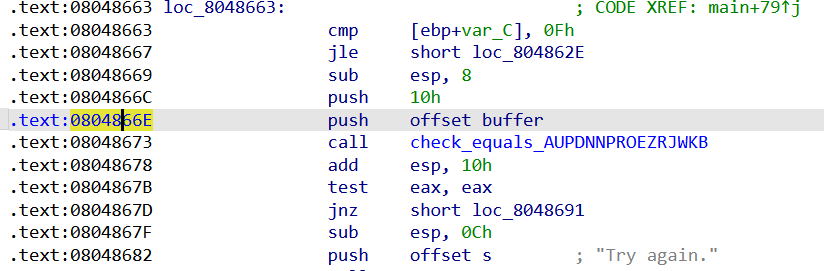 .text:08048663 loc_8048663: ; CODE XREF: main+79↑j
.text:08048663 cmp [ebp+var_C], 0Fh
.text:08048667 jle short loc_804862E
.text:08048669 sub esp, 8
.text:0804866C push 10h
.text:0804866E push offset buffer
.text:08048673 call check_equals_AUPDNNPROEZRJWKB
.text:08048678 add esp, 10h
.text:0804867B test eax, eax
.text:0804867D jnz short loc_8048691
.text:0804867F sub esp, 0Ch
.text:08048682 push offset s ; "Try again."